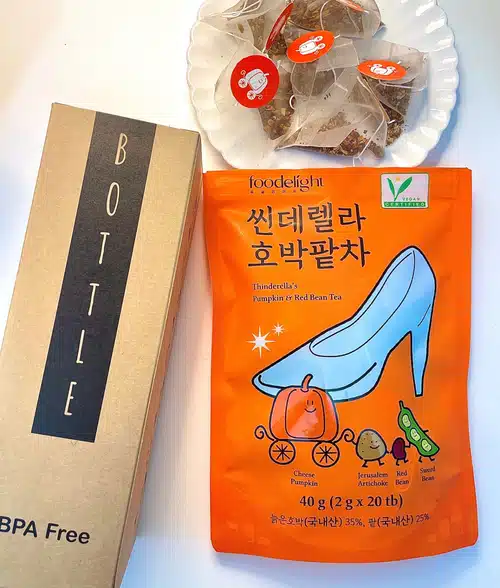 BOTTLE
BPA Free
foodelight
VEGAN
CERTIFIED
씬데렐라
호박팥차
Thinderella's
Pumpkin & Red Bean Tea
Cheese
Pumpkin
Jerusalem
Artichoke
Red
Bean
Sword
Bean
40 g (2 g x 20 tb)
늙은호박(국내산) 35%, 팥(국내산) 25%